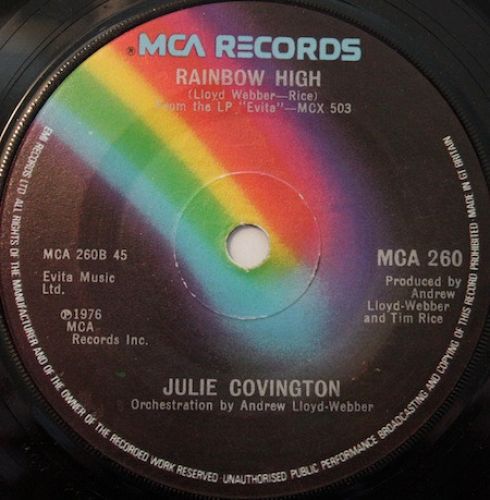 ® MCA RECORDS
RAINBOW HIGH
(Lloyd Webber—Rice)
From the LP "Evita"—MCX 503
MCA 260B 45
Evita Music
Ltd.
℗1976
MCA
Records Inc.
MCA 260
Produced by
Andrew
Lloyd-Webber
and Tim Rice
JULIE COVINGTON
Orchestration by Andrew Lloyd-Webber
EMI RECORDS LTD. ALL RIGHTS OF THE MANUFACTURER AND OF THE OWNER OF THE RECORDED WORK RESERVED · UNAUTHORISED PUBLIC PERFORMANCE BROADCASTING AND COPYING OF THIS RECORD PROHIBITED · MADE IN GT BRITAIN